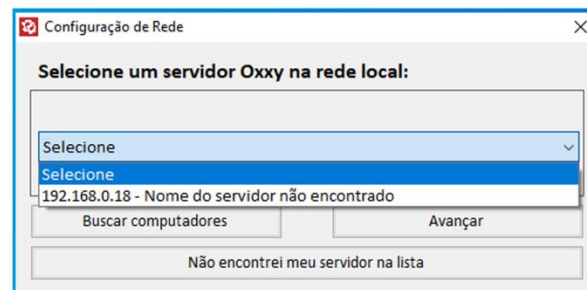 Configuração de Rede
Selecione um servidor Oxxy na rede local:
Selecione
Selecione
192.168.0.18 - Nome do servidor não encontrado
Buscar computadores
Avançar
Não encontrei meu servidor na lista